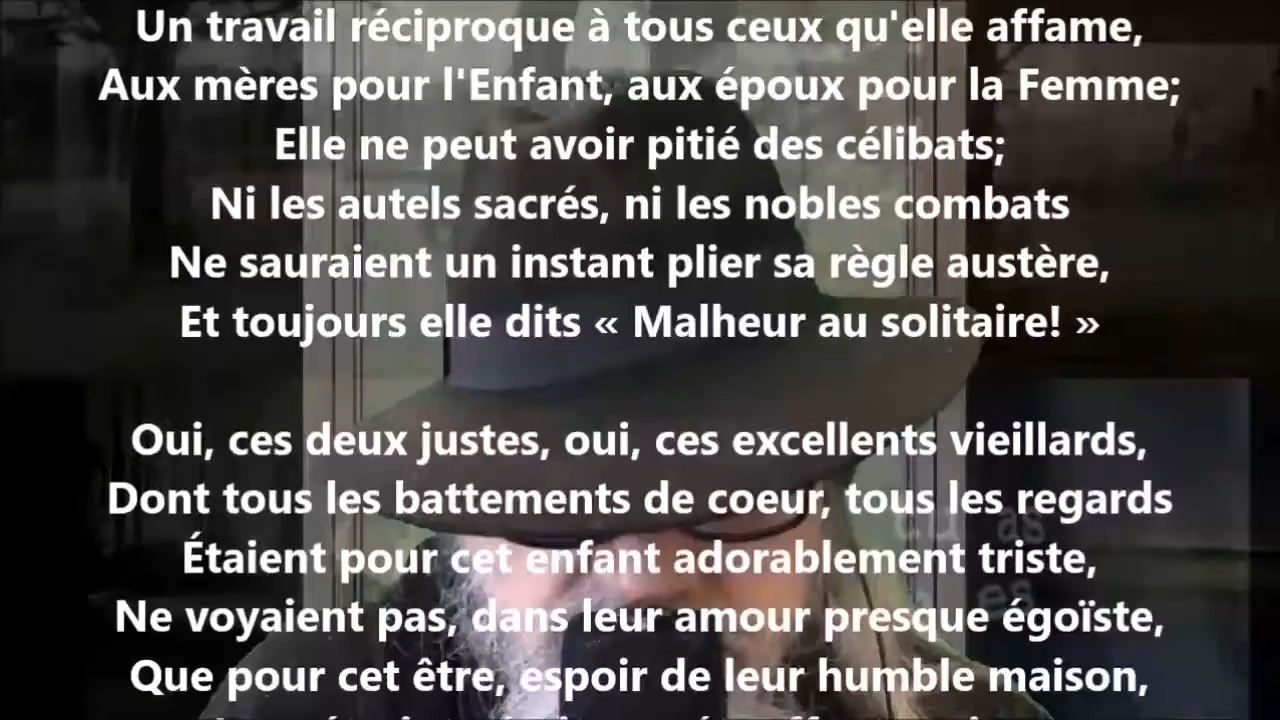 Un travail réciproque à tous ceux qu'elle affame,
Aux mères pour l'Enfant, aux époux pour la Femme;
Elle ne peut avoir pitié des célibats;
Ni les autels sacrés, ni les nobles combats
Ne sauraient un instant plier sa règle austère,
Et toujours elle dits « Malheur au solitaire! »
Oui, ces deux justes, oui, ces excellents vieillards,
Dont tous les battements de coeur, tous les regards
Étaient pour cet enfant adorablement triste,
Ne voyaient pas, dans leur amour presque égoïste,
Que pour cet être, espoir de leur humble maison,